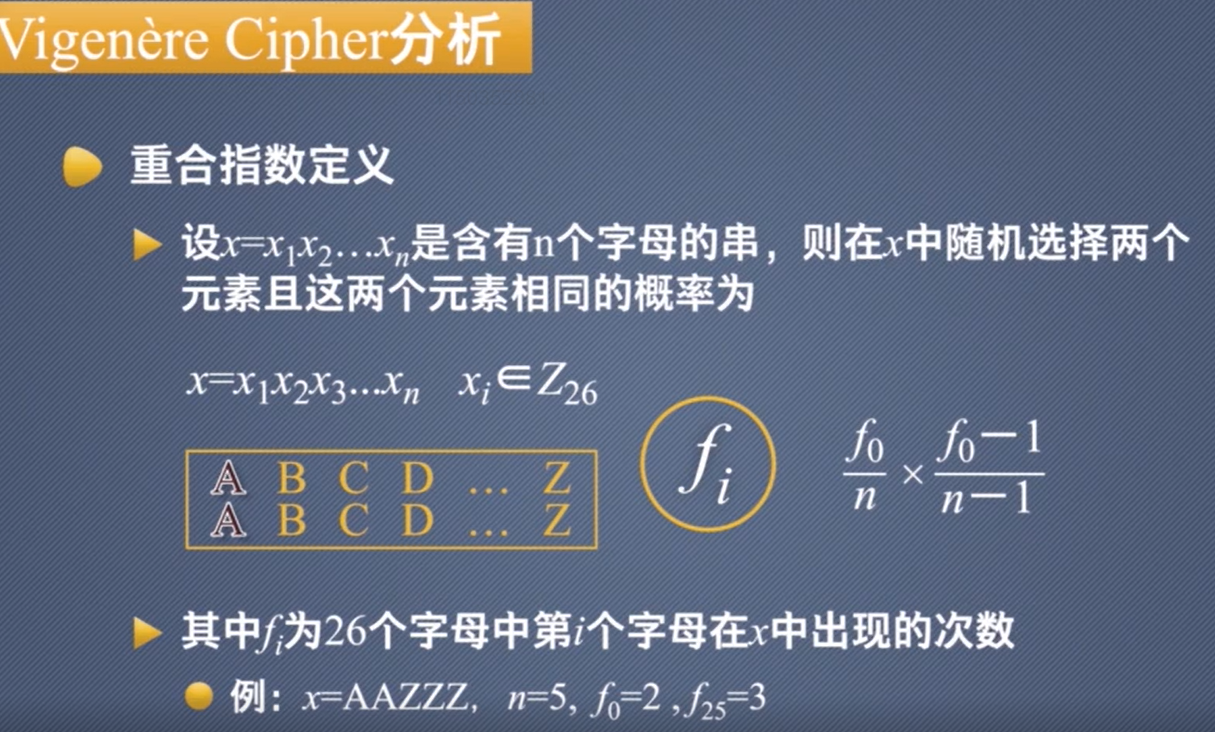 Vigenère Cipher分析
重合指数定义
设x=x₁x₂…xₙ是含有n个字母的串，则在x中随机选择两个
元素且这两个元素相同的概率为
x=x₁x₂x₃...xₙ xᵢ∈Z₂₆
A B C D … Z
A B C D … Z
fᵢ
f₀/n × f₀−1/n−1
其中fᵢ为26个字母中第i个字母在x中出现的次数
例：x=AAZZZ, n=5, f₀=2 ,f₂₅=3